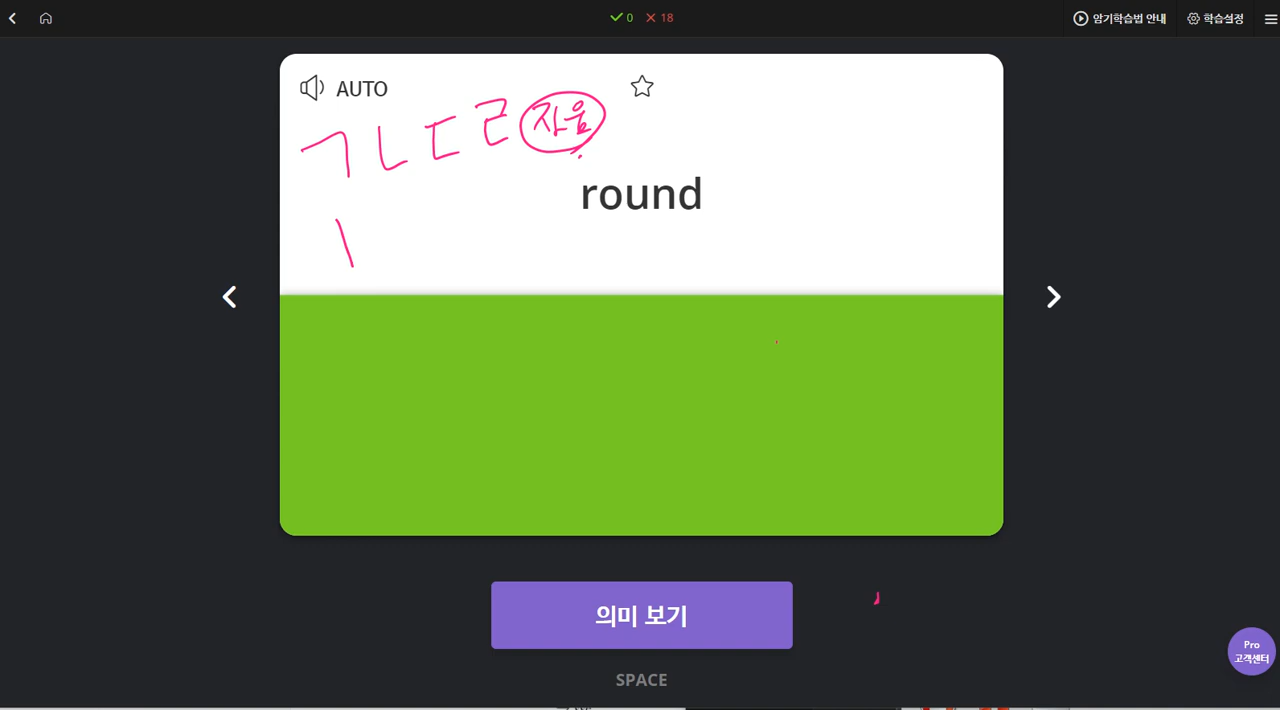 0 18 암기학습법 안내 학습설정
AUTO
ㄱ ㄴ ㄷ ㄹ 자음
round
의미 보기
SPACE
Pro
고객센터